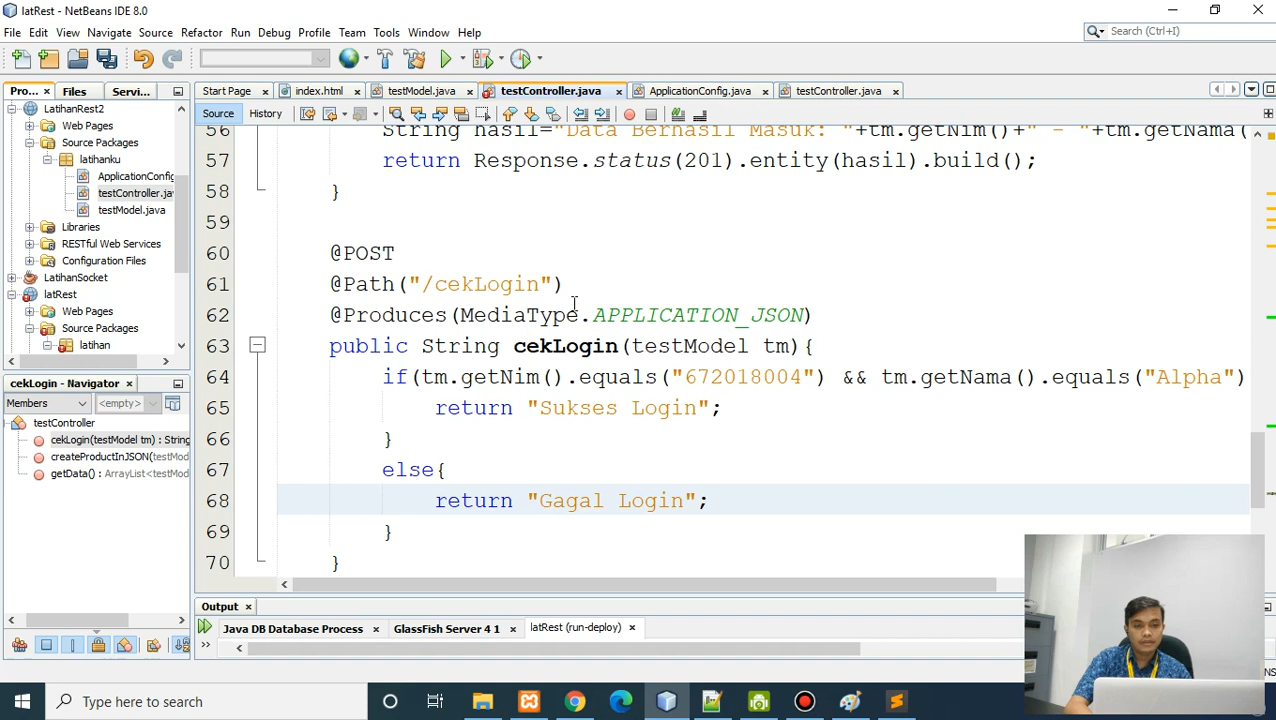 latRest - NetBeans IDE 8.0
File Edit View Navigate Source Refactor Run Debug Profile Team Tools Window Help
Search (Ctrl+I)
Pro... Files Servi...
Start Page index.html testModel.java testController.java ApplicationConfig.java testController.java
Source History
LatihanRest2
Web Pages
Source Packages
latihanku
ApplicationConfig
testController.jav
testModel.java
Libraries
RESTful Web Services
Configuration Files
LatihanSocket
latRest
Web Pages
Source Packages
latihan
cekLogin - Navigator
Members <empty>
testController
cekLogin(testModel tm) : String
createProductInJSON(testMod
getData() : ArrayList<testMod
56 String hasil="Data Berhasil Masuk: "+tm.getNim()+" - "+tm.getNama(
57 return Response.status(201).entity(hasil).build();
58 }
59
60 @POST
61 @Path("/cekLogin")
62 @Produces(MediaType.APPLICATION_JSON)
63 public String cekLogin(testModel tm){
64 if(tm.getNim().equals("672018004") && tm.getNama().equals("Alpha")
65 return "Sukses Login";
66 }
67 else{
68 return "Gagal Login";
69 }
70 }
Output
Java DB Database Process GlassFish Server 4 1 latRest (run-deploy)
Type here to search